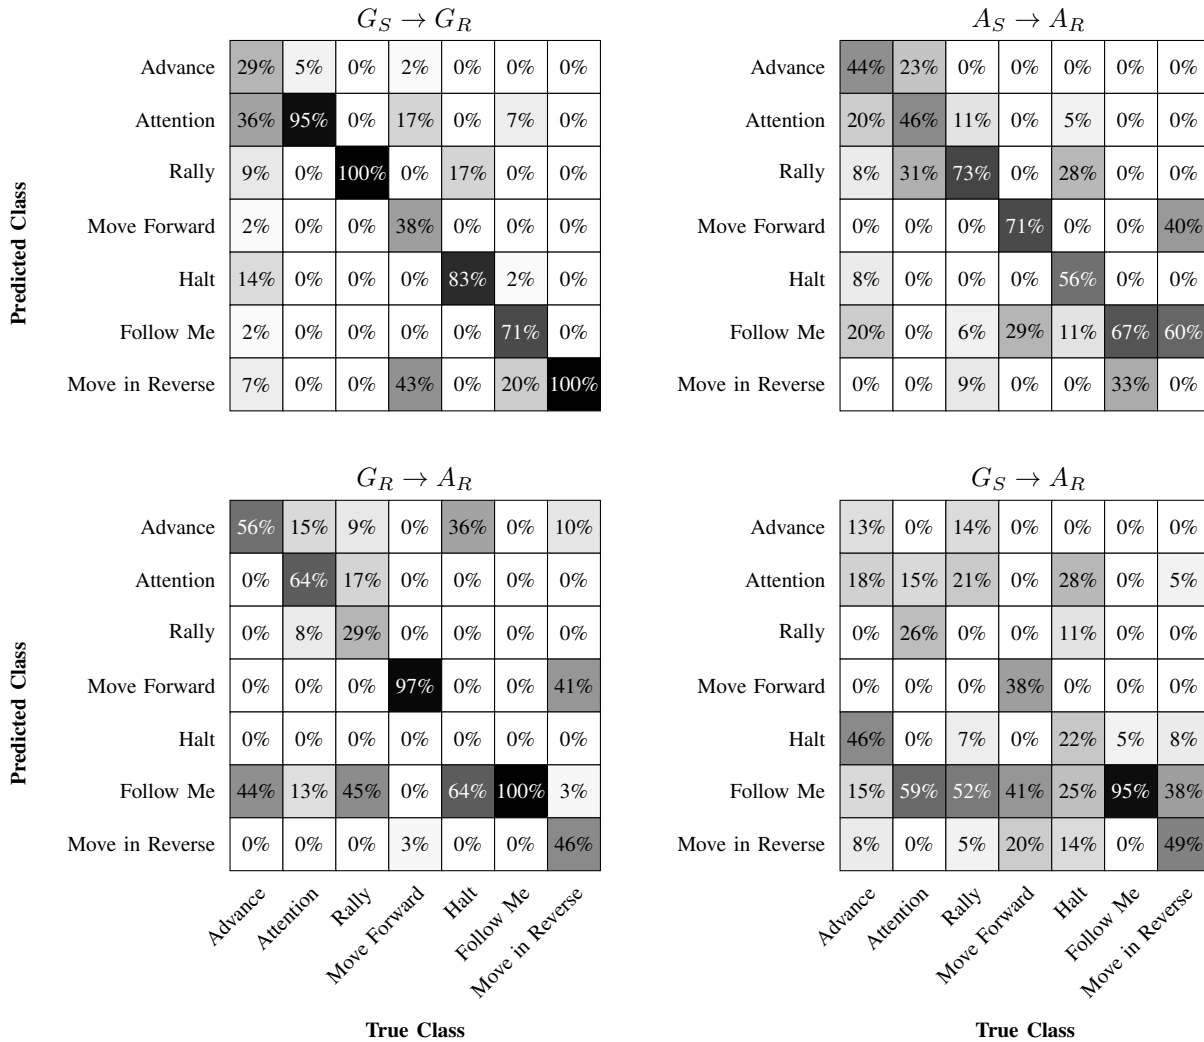 G_S → G_R
Advance 29% 5% 0% 2% 0% 0% 0%
Attention 36% 95% 0% 17% 0% 7% 0%
Rally 9% 0% 100% 0% 17% 0% 0%
Move Forward 2% 0% 0% 38% 0% 0% 0%
Halt 14% 0% 0% 0% 83% 2% 0%
Follow Me 2% 0% 0% 0% 0% 71% 0%
Move in Reverse 7% 0% 0% 43% 0% 20% 100%
Predicted Class
A_S → A_R
Advance 44% 23% 0% 0% 0% 0% 0%
Attention 20% 46% 11% 0% 5% 0% 0%
Rally 8% 31% 73% 0% 28% 0% 0%
Move Forward 0% 0% 0% 71% 0% 0% 40%
Halt 8% 0% 0% 0% 56% 0% 0%
Follow Me 20% 0% 6% 29% 11% 67% 60%
Move in Reverse 0% 0% 9% 0% 0% 33% 0%
G_R → A_R
Advance 56% 15% 9% 0% 36% 0% 10%
Attention 0% 64% 17% 0% 0% 0% 0%
Rally 0% 8% 29% 0% 0% 0% 0%
Move Forward 0% 0% 0% 97% 0% 0% 41%
Halt 0% 0% 0% 0% 0% 0% 0%
Follow Me 44% 13% 45% 0% 64% 100% 3%
Move in Reverse 0% 0% 0% 3% 0% 0% 46%
Predicted Class
Advance
Attention
Rally
Move Forward
Halt
Follow Me
Move in Reverse
True Class
G_S → A_R
Advance 13% 0% 14% 0% 0% 0% 0%
Attention 18% 15% 21% 0% 28% 0% 5%
Rally 0% 26% 0% 0% 11% 0% 0%
Move Forward 0% 0% 0% 38% 0% 0% 0%
Halt 46% 0% 7% 0% 22% 5% 8%
Follow Me 15% 59% 52% 41% 25% 95% 38%
Move in Reverse 8% 0% 5% 20% 14% 0% 49%
Advance
Attention
Rally
Move Forward
Halt
Follow Me
Move in Reverse
True Class